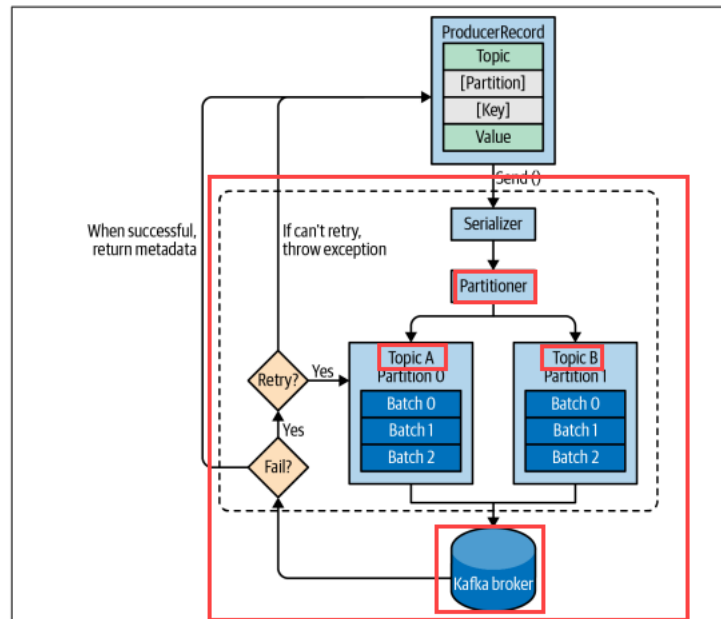 ProducerRecord
Topic
[Partition]
[Key]
Value
Send ()
When successful,
return metadata
If can't retry,
throw exception
Serializer
Partitioner
Topic A
Partition 0
Batch 0
Batch 1
Batch 2
Topic B
Partition 1
Batch 0
Batch 1
Batch 2
Retry?
Yes
Yes
Fail?
Kafka broker